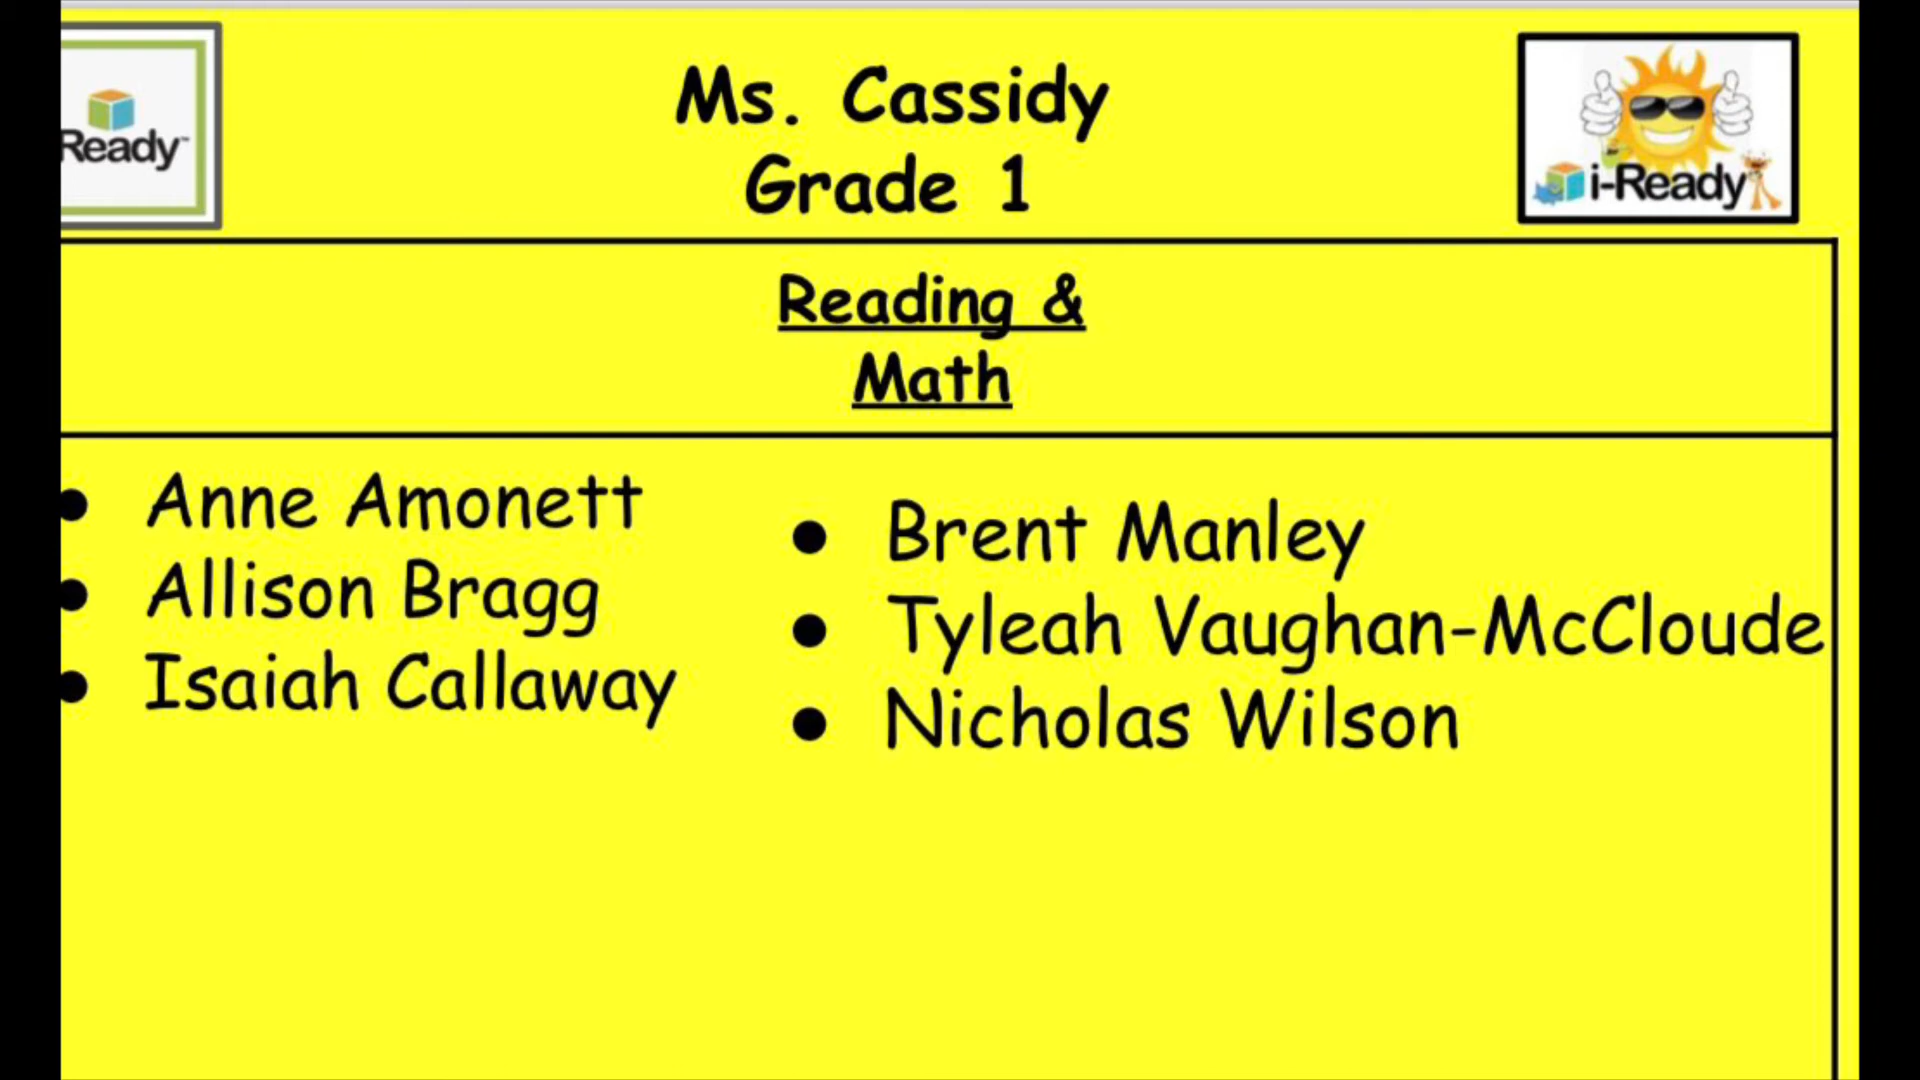 Ready™
Ms. Cassidy
Grade 1
i-Ready
Reading &
Math
● Anne Amonett
● Allison Bragg
● Isaiah Callaway
● Brent Manley
● Tyleah Vaughan-McCloude
● Nicholas Wilson